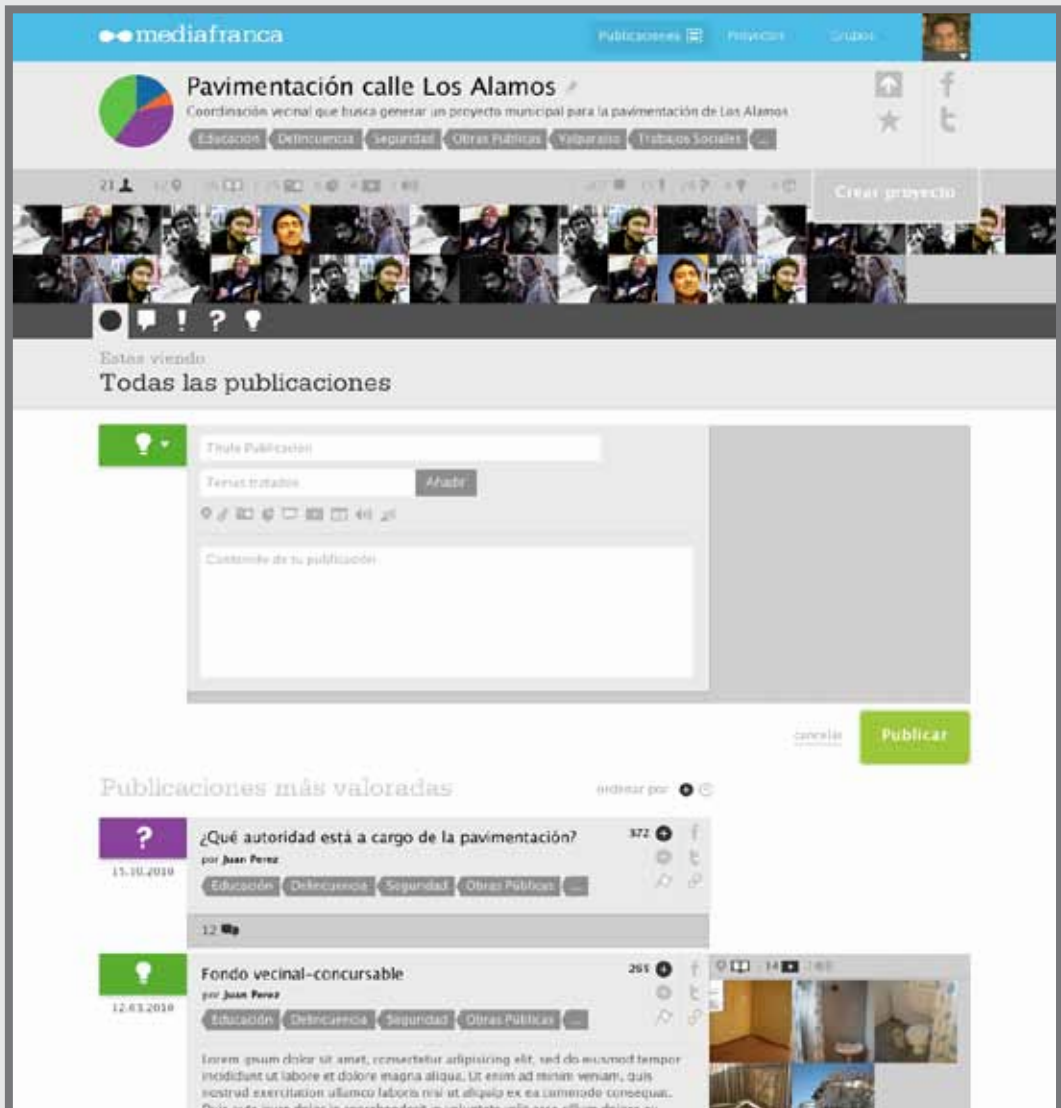 mediafranca
Publicaciones Proyectos Grupos
Pavimentación calle Los Alamos
Coordinación vecinal que busca generar un proyecto municipal para la pavimentación de Los Alamos
Educación Delincuencia Seguridad Obras Públicas Valparaíso Trabajos Sociales ...
21
Crear proyecto
! ?
Estas viendo
Todas las publicaciones
Título Publicación
Temas tratados Añadir
Contenido de tu publicación
cancelar Publicar
Publicaciones más valoradas ordenar por
? ¿Qué autoridad está a cargo de la pavimentación? 372
por Juan Perez
15.10.2010
Educación Delincuencia Seguridad Obras Públicas ...
12
Fondo vecinal-concursable 265
14
por Juan Perez
12.03.2010
Educación Delincuencia Seguridad Obras Públicas ...
Lorem ipsum dolor sit amet, consectetur adipisicing elit, sed do eiusmod tempor
incididunt ut labore et dolore magna aliqua. Ut enim ad minim veniam, quis
nostrud exercitation ullamco laboris nisi ut aliquip ex ea commodo consequat.